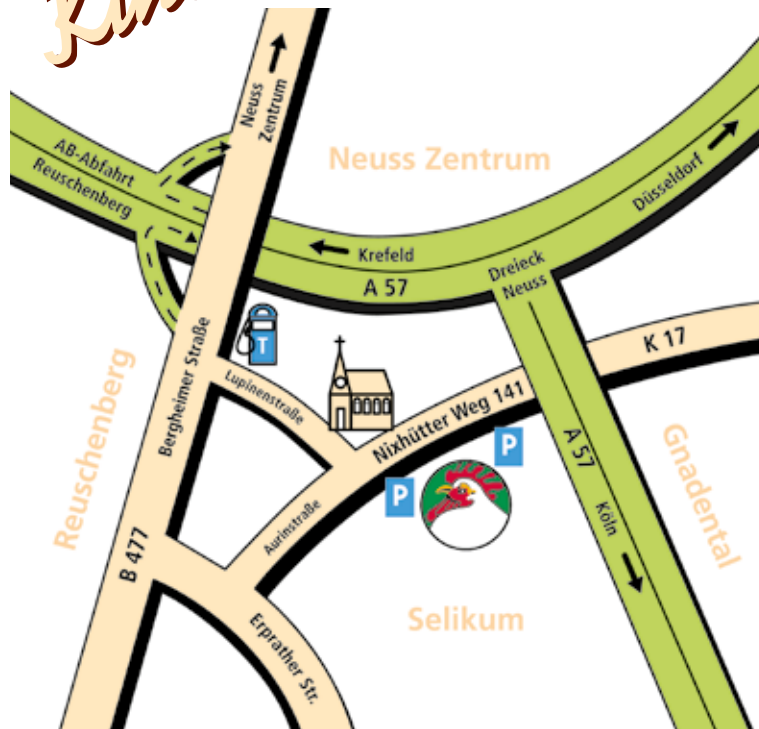 Neuss
Zentrum
Neuss Zentrum
AB-Abfahrt
Reuschenberg
Düsseldorf
Krefeld
A 57
Dreieck
Neuss
K 17
T
Bergheimer Straße
Lupinenstraße
Reuschenberg
Nixhütter Weg 141
P
P
A 57
Köln
Gnadental
Aurinstraße
B 477
Selikum
Erprather Str.